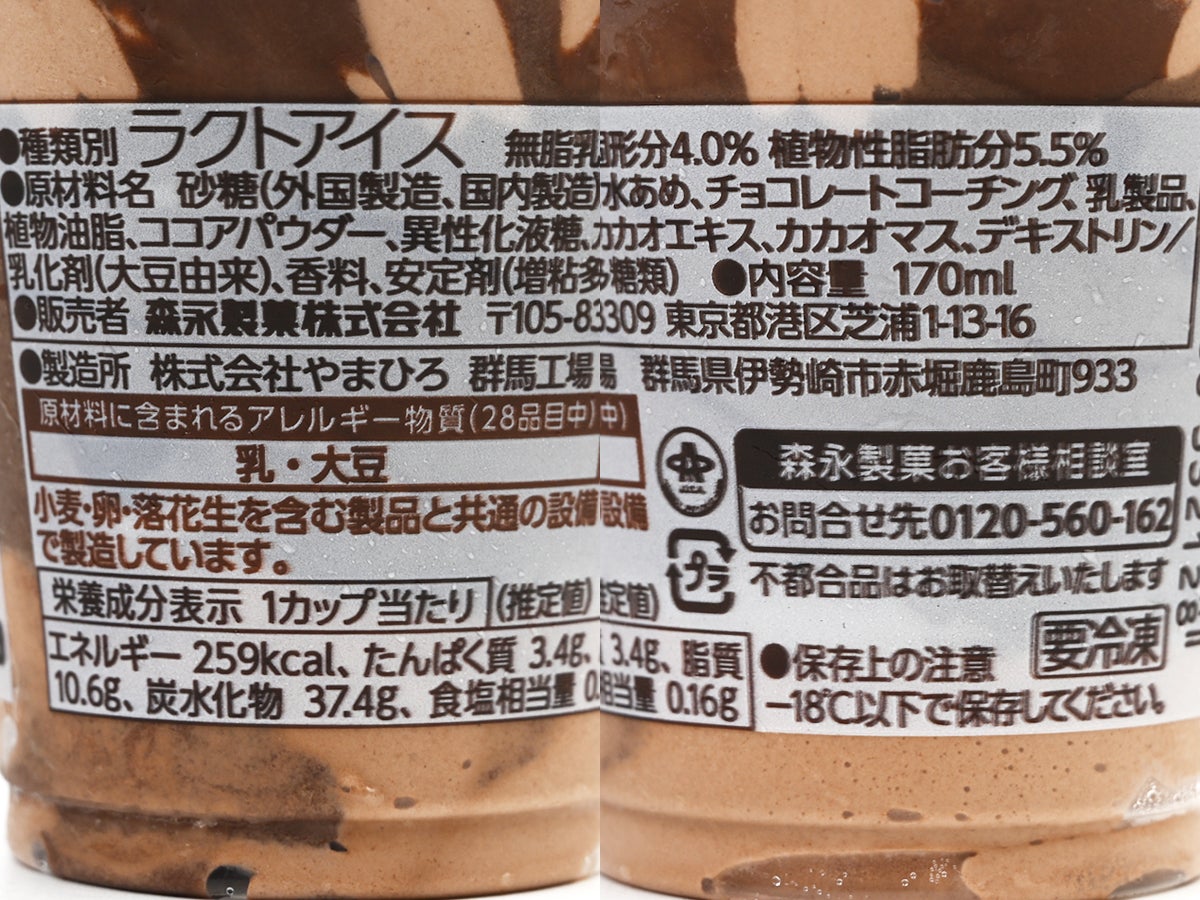 ●種類別 ラクトアイス 無脂乳固形分4.0% 植物性脂肪分5.5%
●原材料名 砂糖(外国製造、国内製造)、水あめ、チョコレートコーチング、乳製品、
植物油脂、ココアパウダー、異性化液糖、カカオエキス、カカオマス、デキストリン/
乳化剤(大豆由来)、香料、安定剤(増粘多糖類) ●内容量 170ml
●販売者 森永製菓株式会社 〒105-8309 東京都港区芝浦1-13-16
●製造所 株式会社やまひろ 群馬工場 群馬県伊勢崎市赤堀鹿島町933
原材料に含まれるアレルギー物質(28品目中)
乳・大豆
小麦・卵・落花生を含む製品と共通の設備
で製造しています。
栄養成分表示 1カップ当たり (推定値)
エネルギー 259kcal、たんぱく質 3.4g、脂質
10.6g、炭水化物 37.4g、食塩相当量 0.16g
森永製菓お客様相談室
お問合せ先0120-560-162
プラ
不都合品はお取替えいたします
●保存上の注意 要冷凍
−18℃以下で保存してください。